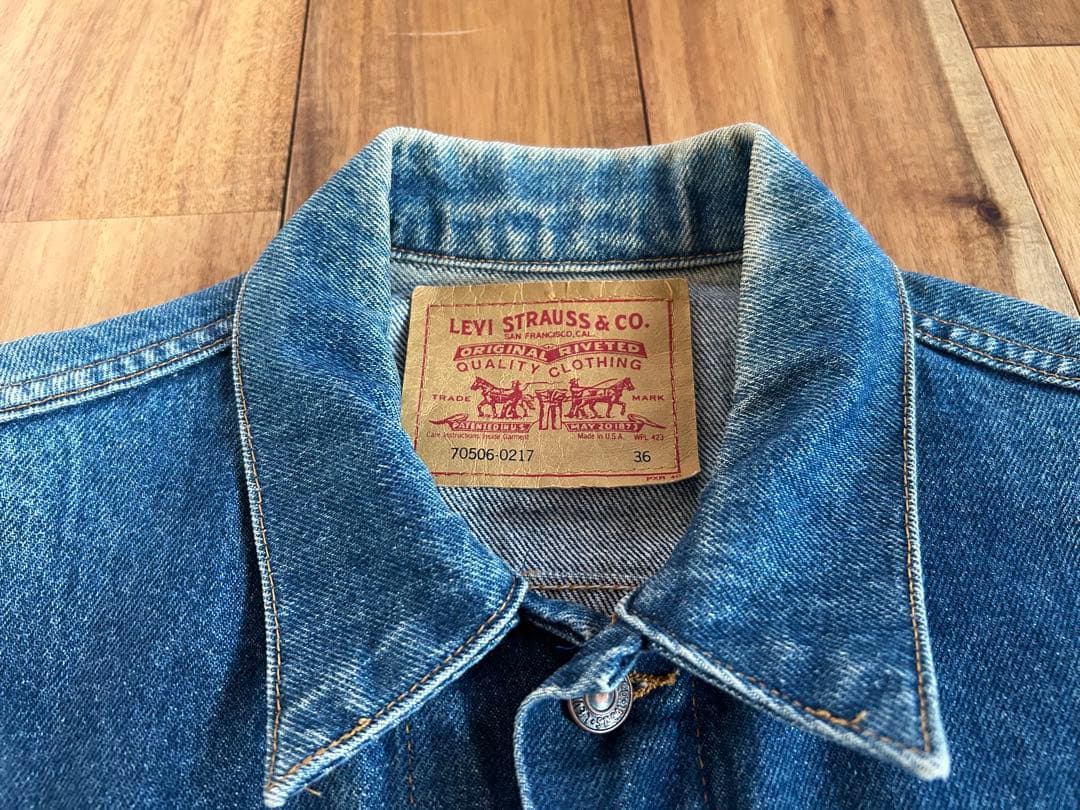 LEVI STRAUSS & CO.
SAN FRANCISCO, CAL.
ORIGINAL RIVETED
QUALITY CLOTHING
TRADE MARK
PATENTED IN U.S. MAY 20 1873
Care Instructions Inside Garment Made in U.S.A. WPL 423
70506-0217 36